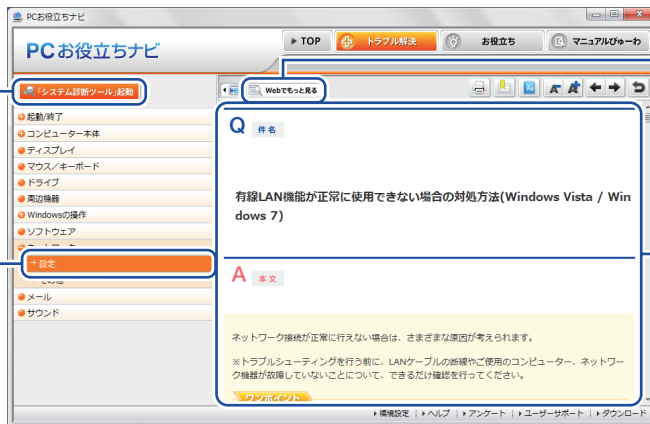 PCお役立ちナビ
PCお役立ちナビ
TOP
トラブル解決
お役立ち
マニュアルびゅーわ
「システム診断ツール」起動
Webでもっと見る
起動/終了
コンピューター本体
ディスプレイ
マウス/キーボード
ドライブ
周辺機器
Windowsの操作
ソフトウェア
→ 設定
メール
サウンド
Q 件名
有線LAN機能が正常に使用できない場合の対処方法(Windows Vista / Win
dows 7)
A 本文
ネットワーク接続が正常に行えない場合は、さまざまな原因が考えられます。
※トラブルシューティングを行う前に、LANケーブルの断線やご使用のコンピューター、ネットワー
ク機器が故障していないことについて、できるだけ確認を行ってください。
ワンポイント
環境設定 | ヘルプ | アンケート | ユーザーサポート | ダウンロード